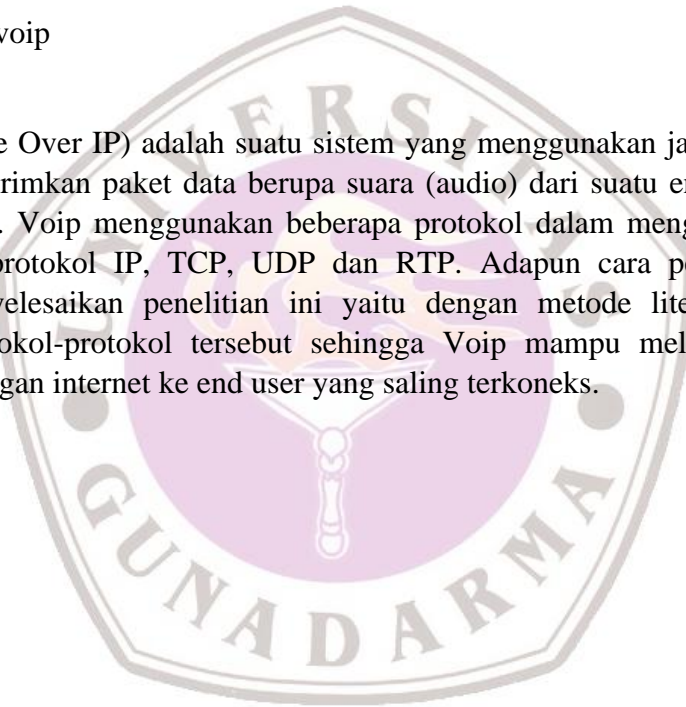 voip
e Over IP) adalah suatu sistem yang menggunakan ja
rimkan paket data berupa suara (audio) dari suatu e
. Voip menggunakan beberapa protokol dalam meng
protokol IP, TCP, UDP dan RTP. Adapun cara pe
yelesaikan penelitian ini yaitu dengan metode lite
okol-protokol tersebut sehingga Voip mampu mel
gan internet ke end user yang saling terkoneks.
UNIVERSITAS
GUNADARMA